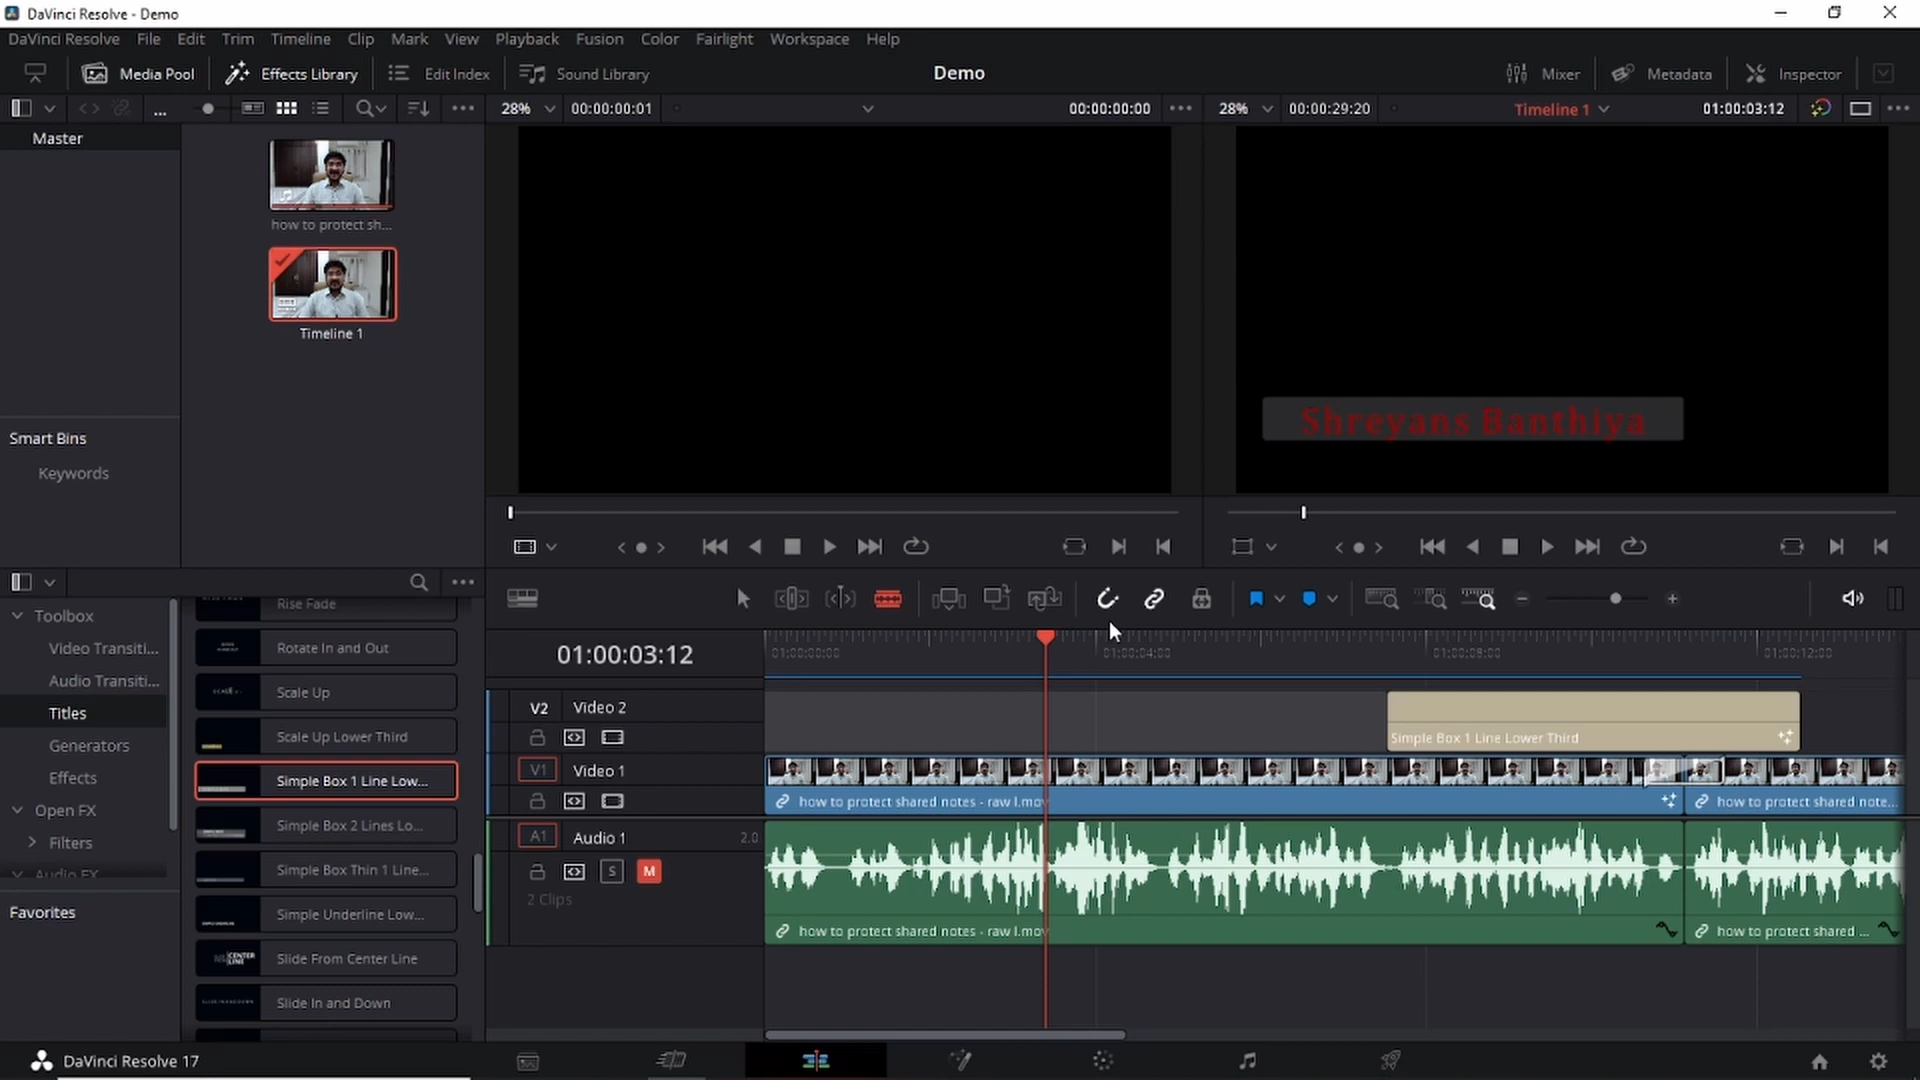 DaVinci Resolve - Demo
DaVinci Resolve File Edit Trim Timeline Clip Mark View Playback Fusion Color Fairlight Workspace Help
Media Pool Effects Library Edit Index Sound Library Demo Mixer Metadata Inspector
28% 00:00:00:01 00:00:00:00 28% 00:00:29:20 Timeline 1 01:00:03:12
Master
how to protect sh...
Timeline 1
Shreyans Banthiya
Smart Bins
Keywords
Toolbox
Video Transiti...
Audio Transiti...
Titles
Generators
Effects
Open FX
Filters
Audio FX
Favorites
Rise Fade
Rotate In and Out
Scale Up
Scale Up Lower Third
Simple Box 1 Line Low...
Simple Box 2 Lines Lo...
Simple Box Thin 1 Line...
Simple Underline Low...
Slide From Center Line
Slide In and Down
01:00:03:12
01:00:00:00 01:00:04:00 01:00:08:00 01:00:12:00
V2 Video 2
Simple Box 1 Line Lower Third
V1 Video 1
how to protect shared notes - raw I.mov
how to protect shared note...
A1 Audio 1 2.0
S M
2 Clips
how to protect shared notes - raw I.mov
how to protect shared ...
DaVinci Resolve 17